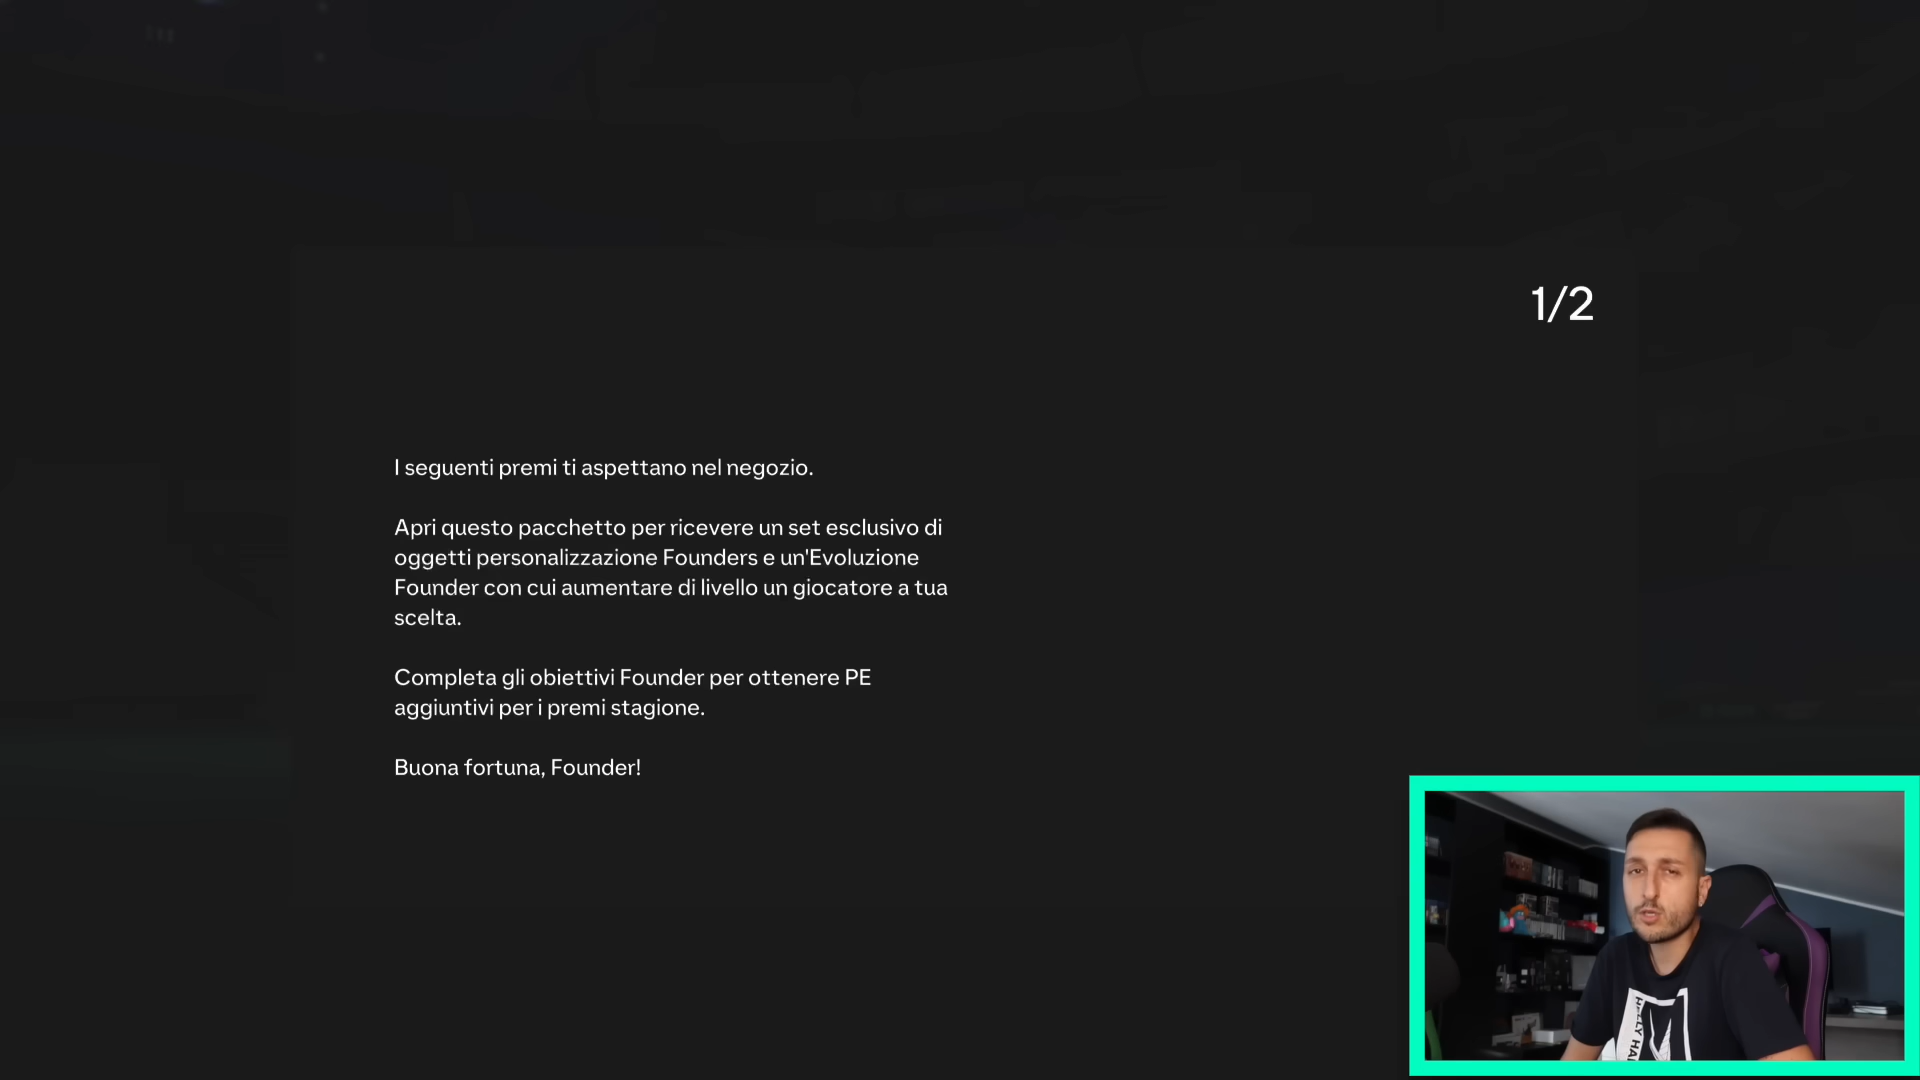 1/2
I seguenti premi ti aspettano nel negozio.
Apri questo pacchetto per ricevere un set esclusivo di
oggetti personalizzazione Founders e un'Evoluzione
Founder con cui aumentare di livello un giocatore a tua
scelta.
Completa gli obiettivi Founder per ottenere PE
aggiuntivi per i premi stagione.
Buona fortuna, Founder!